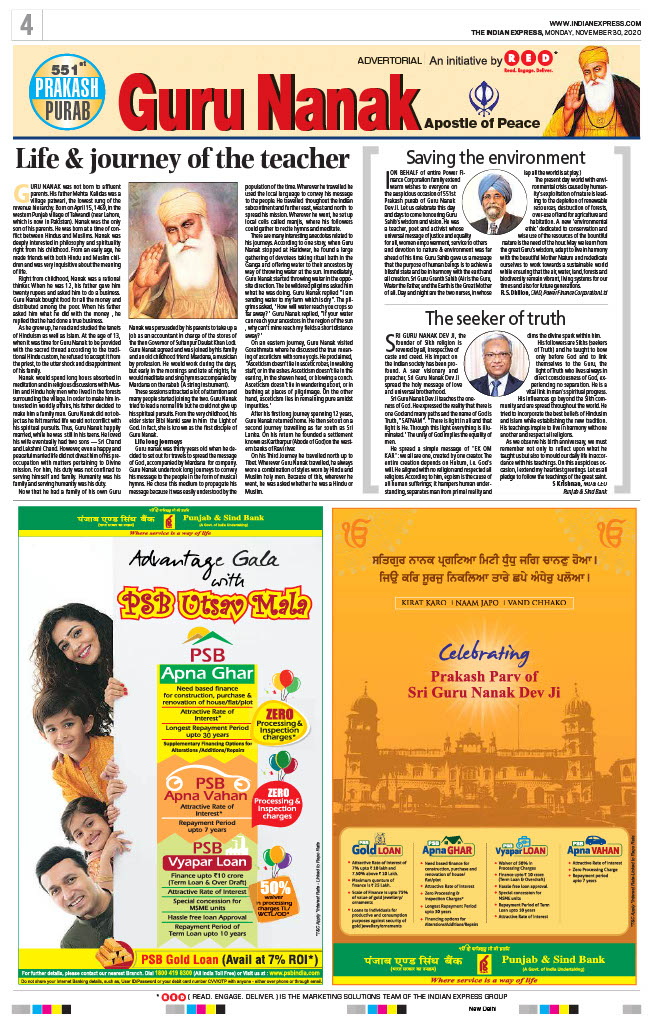 4
WWW.INDIANEXPRESS.COM
THE INDIAN EXPRESS, MONDAY, NOVEMBER 30, 2020
551st
PRAKASH
PURAB
ADVERTORIAL An initiative by RED*
Read. Engage. Deliver.
Guru Nanak
Apostle of Peace
Life & journey of the teacher
GURU NANAK was not born to affluent
parents. His father Mehta Kalidas was a
village patwari, the lowest rung of the
revenue hierarchy. Born on April 15, 1469, in the
western Punjab village of Talwandi (near Lahore,
which is now in Pakistan), Nanak was the only
son of his parents. He was born at a time of con-
flict between Hindus and Muslims. Nanak was
deeply interested in philosophy and spirituality
right from his childhood. From an early age, he
made friends with both Hindu and Muslim chil-
dren and was very inquisitive about the meaning
of life.
Right from childhood, Nanak was a rational
thinker. When he was 12, his father gave him
twenty rupees and asked him to do a business.
Guru Nanak bought food for all the money and
distributed among the poor. When his father
asked him what he did with the money , he
replied that he had done a true business.
As he grew up, he read and studied the tenets
of Hinduism as well as Islam. At the age of 13,
when it was time for Guru Nanak to be provided
with the sacred thread according to the tradi-
tional Hindu custom, he refused to accept it from
the priest, to the utter shock and disappointment
of his family.
Nanak would spend long hours absorbed in
meditation and in religious discussions with Mus-
lim and Hindu holy men who lived in the forests
surrounding the village. In order to make him in-
terested in worldly affairs, his father decided to
make him a family man. Guru Nanak did not ob-
ject as he felt married life would not conflict with
his spiritual pursuits. Thus, Guru Nanak was happily
married, while he was still in his teens. He loved
his wife and eventually had two sons — Sri Chand
and Lakshmi Chand. However, even a happy and
peaceful married life did not distract him of his pre-
occupation with matters pertaining to Divine
mission. For him, his duty was not confined to
serving himself and family. Humanity was his
family and serving humanity was his duty.
Now that he had a family of his own Guru
Nanak was persuaded by his parents to take up a
job as an accountant in charge of the stores of
the then Governor of Sultanpur Daulat Khan Lodi.
Guru Nanak agreed and was joined by his family
and an old childhood friend Mardana, a musician
by profession. He would work during the days,
but early in the mornings and late at nights, he
would meditate and sing hymns accompanied by
Mardana on the rabab (A string instrument).
These sessions attracted a lot of attention and
many people started joining the two. Guru Nanak
tried to lead a normal life but he could not give up
his spiritual pursuits. From the very childhood, his
elder sister Bibi Nanki saw in him the Light of
God. In fact, she is known as the first disciple of
Guru Nanak.
Life long journeys
Guru Nanak was thirty years old when he de-
cided to set out for travels to spread the message
of God, accompanied by Mardana for company.
Guru Nanak undertook long journeys to convey
his message to the people in the form of musical
hymns. He chose this medium to propagate his
message because it was easily understood by the
population of the time. Wherever he travelled he
used the local language to convey his message
to the people. He travelled throughout the Indian
subcontinent and further east, west and north to
spread his mission. Wherever he went, he set up
local cells called manjis, where his followers
could gather to recite hymns and meditate.
There are many interesting anecdotes related to
his journeys. According to one story, when Guru
Nanak stopped at Haridwar, he found a large
gathering of devotees taking ritual bath in the
Ganga and of offering water to their ancestors by
way of throwing water at the sun. Immediately,
Guru Nanak started throwing water in the oppo-
site direction. The bewildered pilgrims asked him
what he was doing. Guru Nanak replied "I am
sending water to my farm which is dry". The pil-
grims asked, "How will water reach your crops so
far away?" Guru Nanak replied, "If your water
can reach your ancestors in the region of the sun
, why can't mine reach my fields a short distance
away?"
On an eastern journey, Guru Nanak visited
Gorakhmata where he discussed the true mean-
ing of asceticism with some yogis. He proclaimed,
"Asceticism doesn't lie in ascetic robes, in walking
staff, or in the ashes. Asceticism doesn't lie in the
earring, in the shaven head, or blowing a conch.
Asceticism doesn't lie in wandering about, or in
bathing at places of pilgrimage. On the other
hand, asceticism lies in remaining pure amidst
impurities."
After his first long journey spanning 12 years,
Guru Nanak returned home. He then set out on a
second journey travelling as far south as Sri
Lanka. On his return he founded a settlement
known as Kartharpur (Abode of God) on the west-
ern banks of Ravi river.
On his third journey he travelled north up to
Tibet. Wherever Guru Nanak travelled, he always
wore a combination of styles worn by Hindu and
Muslim holy men. Because of this, wherever he
went, he was asked whether he was a Hindu or
Muslim.
Saving the environment
ON BEHALF of entire Power Fi-
nance Corporation family extend
warm wishes to everyone on
the auspicious occasion of 551st
Prakash purab of Guru Nanak
Dev Ji. Let us celebrate this day
and days to come honouring Guru
Sahib's wisdom and vision. He was
a teacher, poet and activist whose
universal message of justice and equality
for all, women empowerment, service to others
and devotion to nature & environment was far
ahead of his time. Guru Sahib gave us a message
that the purpose of human beings is to achieve a
blissful state and be in harmony with the earth and
all creation. Sri Guru Granth Sahib (Air is the Guru,
Water the Father, and the Earth is the Great Mother
of all. Day and night are the two nurses, in whose
lap all the world is at play.)
The present day world with envi-
ronmental crisis caused by human-
ity's exploitation of nature is lead-
ing to the depletion of renewable
resources, destruction of forests,
over use of land for agriculture and
habitation. A new 'environmental
ethic' dedicated to conservation and
wise use of the resources of the bountiful
nature is the need of the hour. May we learn from
the great Guru's wisdom, adapt to live in harmony
with the beautiful Mother Nature and rededicate
ourselves to work towards a sustainable world
while ensuring that the air, water, land, forests and
biodiversity remain vibrant, living systems for our
times and also for future generations.
R.S. Dhillon, CMD, Power Finance Corporation Ltd
The seeker of truth
SRI GURU NANAK DEV JI, the
founder of Sikh religion is
revered by all, irrespective of
caste and creed. His impact on
the Indian society has been pro-
found. A seer visionary and
preacher, Sri Guru Nanak Dev Ji
spread the holy message of love
and universal brotherhood.
Sri Guru Nanak Dev Ji teaches the one-
ness of God. He expressed the reality that there is
one God and many paths and the name of God is
Truth, "SATNAM". "There is light in all and that
light is He. Through this light everything is illu-
minated." The unity of God implies the equality of
men.
He spread a simple message of "EK OM
KAR": we all are one, created by one creator. The
entire creation depends on Hukam, i.e. God's
will. He aligned with no religion and respected all
religions. According to him, egoism is the cause of
all human sufferings; it hampers human under-
standing, separates man from primal reality and
dims the divine spark within him.
His followers are Sikhs (seekers
of Truth) and he taught to bow
only before God and to link
themselves to the Guru, the
light of Truth who lives always in
direct consciousness of God, ex-
periencing no separation. He is a
vital link in man's spiritual progress.
His influences go beyond the Sikh com-
munity and are spread throughout the world. He
tried to incorporate the best beliefs of Hinduism
and Islam while establishing the new tradition.
His teachings inspire to live in harmony with one
another and respect all religions.
As we observe his birth anniversary, we must
remember not only to reflect upon what he
taught us but also to mould our daily life in accor-
dance with his teachings. On this auspicious oc-
casion, I extend my heartiest greetings. Let us all
pledge to follow the teachings of the great saint.
S Krishnan, MD & CEO
Punjab & Sind Bank
ਪੰਜਾਬ ਐਂਡ ਸਿੰਧ ਬੈਂਕ
Punjab & Sind Bank
(A Govt. of India Undertaking)
Where service is a way of life
Advantage Gala
with
PSB Utsav Mala
PSB
Apna Ghar
Need based finance
for construction, purchase &
renovation of house/flat/plot
Attractive Rate of
Interest*
Longest Repayment Period
upto 30 years
Supplementary Financing Options for
Alterations /Additions/Repairs
ZERO
Processing &
Inspection
charges*
PSB
Apna Vahan
Attractive Rate of
Interest*
Repayment Period
upto 7 years
ZERO
Processing &
Inspection
charges
PSB
Vyapar Loan
Finance upto ₹10 crore
(Term Loan & Over Draft)
Attractive Rate of Interest
Special concession for
MSME units
Hassle free loan Approval
Repayment Period of
Term Loan upto 10 years
50%
waiver
in processing
charges TL/
WCTL/OD*
PSB Gold Loan (Avail at 7% ROI*)
For further details, please contact our nearest Branch. Dial 1800 419 8300 (All India Toll Free) or Visit us at : www.psbindia.com
Do not share your Internet Banking details, such as, User ID/Password or your debit card number CVV/OTP with anyone - either over phone or through email.
ਸਤਿਗੁਰ ਨਾਨਕ ਪ੍ਰਗਟਿਆ ਮਿਟੀ ਧੁੰਧੁ ਜਗਿ ਚਾਨਣੁ ਹੋਆ।
ਜਿਉ ਕਰਿ ਸੂਰਜੁ ਨਿਕਲਿਆ ਤਾਰੇ ਛਪੇ ਅੰਧੇਰੁ ਪਲੋਆ।
KIRAT KARO | NAAM JAPO | VAND CHHAKO
Celebrating
Prakash Parv of
Sri Guru Nanak Dev Ji
PSB Gold LOAN
• Attractive Rate of Interest of
7% upto ₹ 10 lakh and
7.50% above ₹ 10 Lakh.
• Maximum quantum of
finance is ₹ 25 Lakh.
• Scale of Finance is upto 75%
of value of gold jewelry/
ornaments
• Loans to Individuals for
productive and consumption
purposes against security of
gold jewellery/ornaments
PSB Apna GHAR
• Need based finance for
construction, purchase and
renovation of house/
flat/plot
• Attractive Rate of Interest
• Zero Processing &
Inspection Charges*
• Longest Repayment Period
upto 30 years
• Financing options for
Alterations/Additions/Repairs
PSB Vyapar LOAN
• Waiver of 50% in
Processing Charges
• Finance upto ₹ 10 crore
(Term Loan & Overdraft)
• Hassle free loan approval
• Special concession for
MSME units
• Repayment Period of Term
Loan upto 10 years
• Attractive Rate of Interest
PSB Apna VAHAN
• Attractive Rate of Interest
• Zero Processing Charge
• Repayment period
upto 7 years
ਪੰਜਾਬ ਐਂਡ ਸਿੰਧ ਬੈਂਕ
Punjab & Sind Bank
(A Govt. of India Undertaking)
Where service is a way of life
* RED ( READ. ENGAGE. DELIVER. ) IS THE MARKETING SOLUTIONS TEAM OF THE INDIAN EXPRESS GROUP
New Delhi